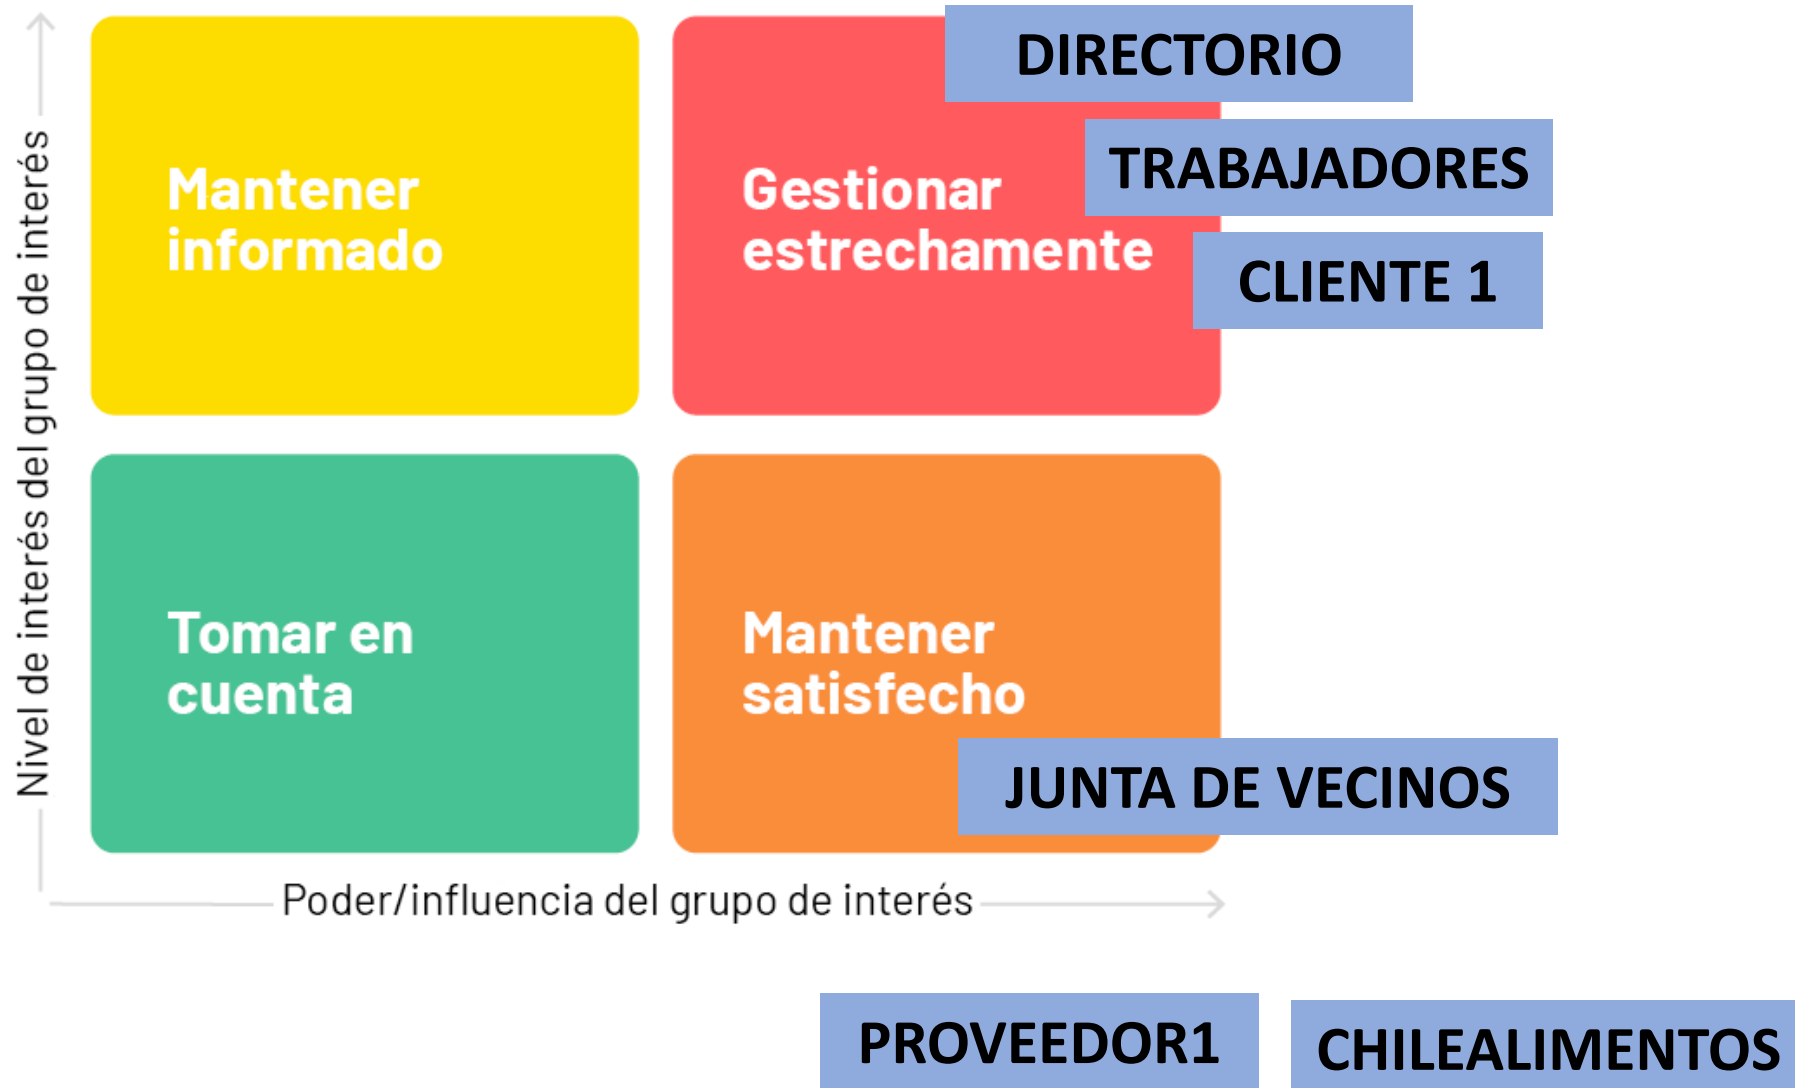 Nivel de interés del grupo de interés
Mantener
informado
Gestionar
estrechamente
DIRECTORIO
TRABAJADORES
CLIENTE 1
Tomar en
cuenta
Mantener
satisfecho
JUNTA DE VECINOS
Poder/influencia del grupo de interés
PROVEEDOR1
CHILEALIMENTOS